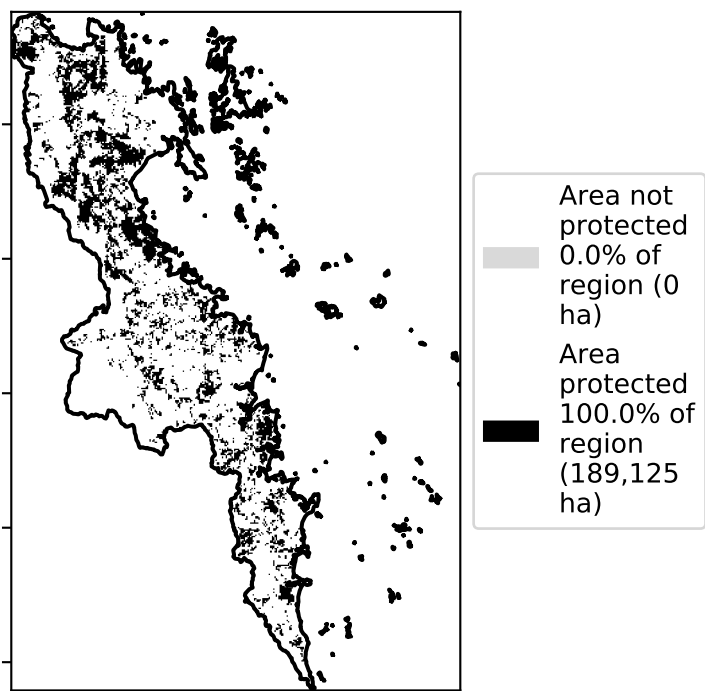 Area not
protected
0.0% of
region (0
ha)
Area
protected
100.0% of
region
(189,125
ha)